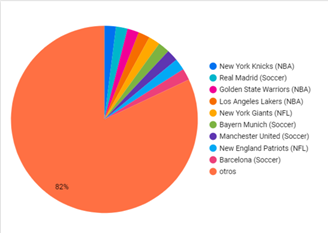 New York Knicks (NBA)
Real Madrid (Soccer)
Golden State Warriors (NBA)
Los Angeles Lakers (NBA)
New York Giants (NFL)
Bayern Munich (Soccer)
Manchester United (Soccer)
New England Patriots (NFL)
Barcelona (Soccer)
otros
82%